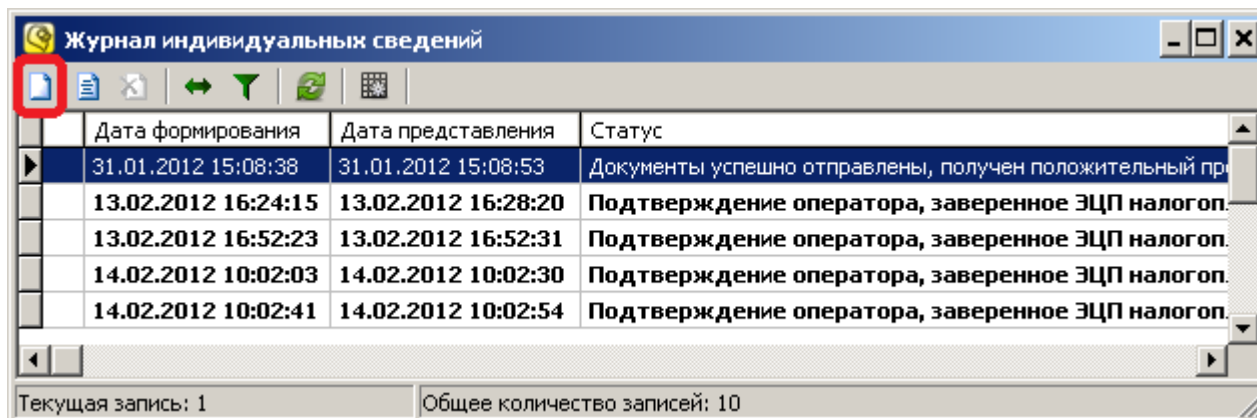 Журнал индивидуальных сведений
Дата формирования Дата представления Статус
31.01.2012 15:08:38 31.01.2012 15:08:53 Документы успешно отправлены, получен положительный
13.02.2012 16:24:15 13.02.2012 16:28:20 Подтверждение оператора, заверенное ЭЦП налогоп.
13.02.2012 16:52:23 13.02.2012 16:52:31 Подтверждение оператора, заверенное ЭЦП налогоп.
14.02.2012 10:02:03 14.02.2012 10:02:30 Подтверждение оператора, заверенное ЭЦП налогоп.
14.02.2012 10:02:41 14.02.2012 10:02:54 Подтверждение оператора, заверенное ЭЦП налогоп.
Текущая запись: 1 Общее количество записей: 10